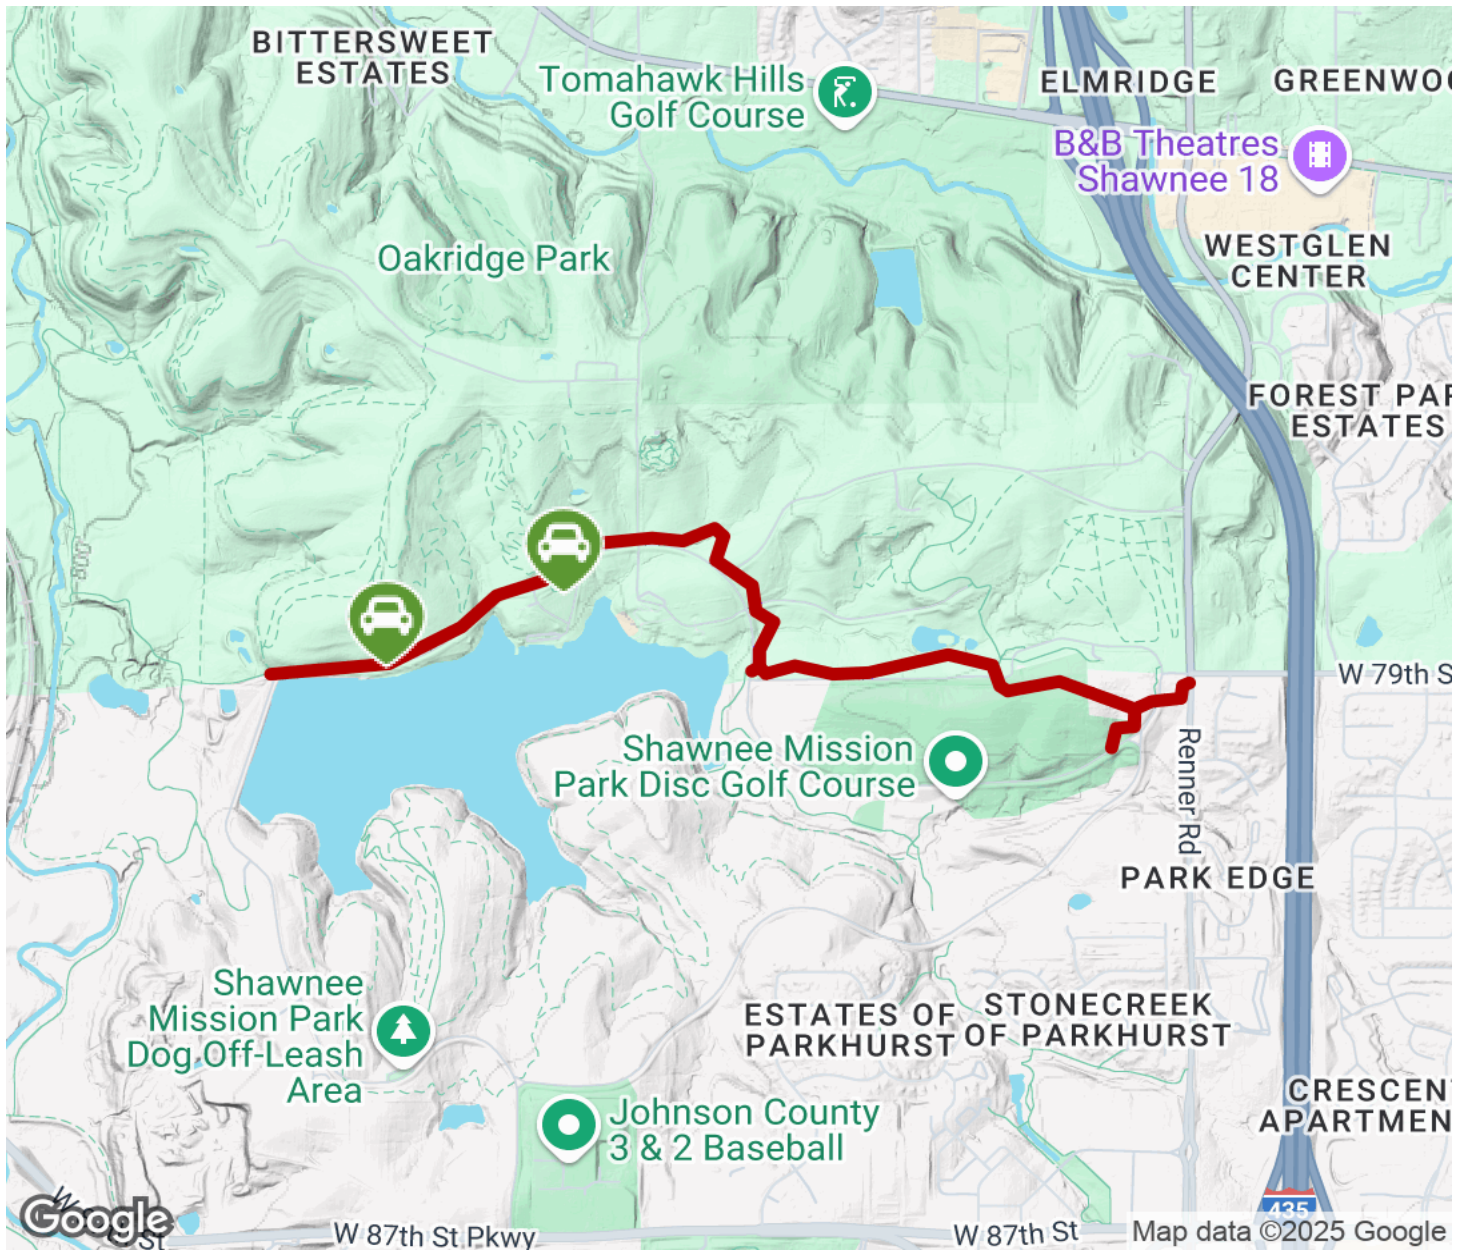 BITTERSWEET
ESTATES
Tomahawk Hills
Golf Course
ELMRIDGE
GREENWOO
B&B Theatres
Shawnee 18
Oakridge Park
WESTGLEN
CENTER
FOREST PAR
ESTATES
800'
W 79th S
Shawnee Mission
Park Disc Golf Course
Renner Rd
PARK EDGE
Shawnee
Mission Park
Dog Off-Leash
Area
ESTATES OF
PARKHURST
STONECREEK
OF PARKHURST
CRESCEN
APARTMEN
Johnson County
3 & 2 Baseball
435
Google
St
W 87th St Pkwy
W 87th St
Map data ©2025 Google